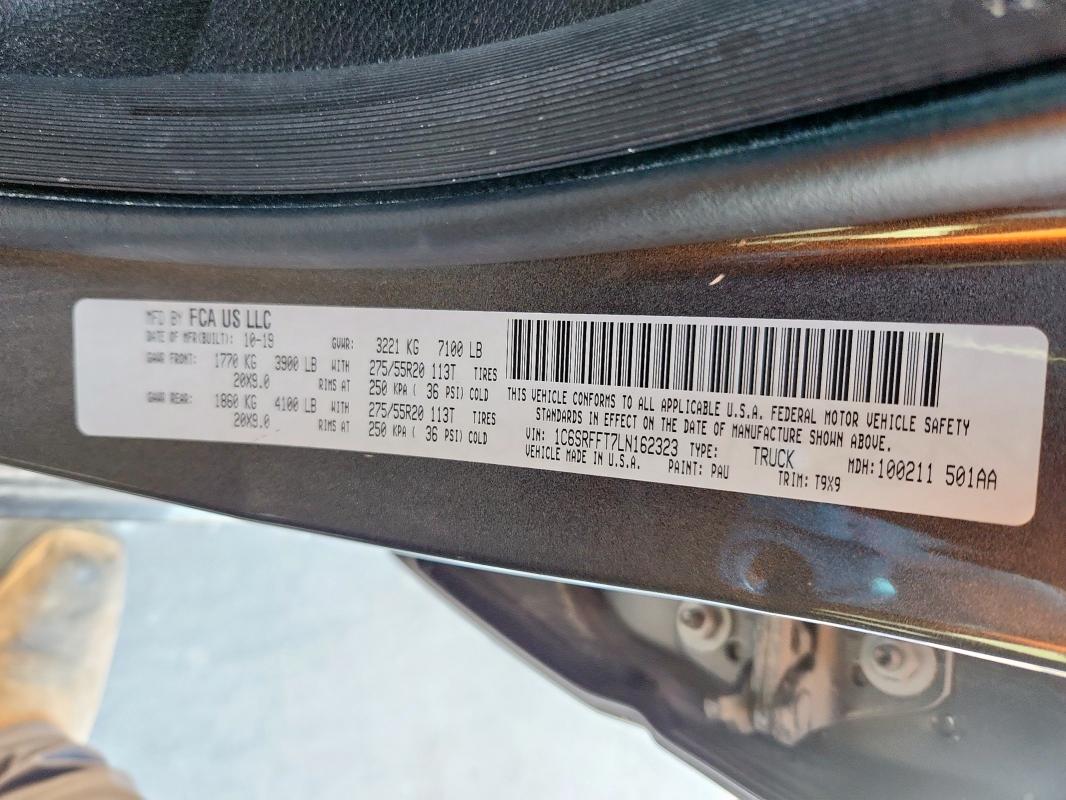 MFD BY FCA US LLC
DATE OF MFR(BUILT): 10-19 GVWR: 3221 KG 7100 LB
GAWR FRONT: 1770 KG 3900 LB WITH 275/55R20 113T TIRES
20X9.0 RIMS AT 250 KPA ( 36 PSI) COLD
GAWR REAR: 1860 KG 4100 LB WITH 275/55R20 113T TIRES
20X9.0 RIMS AT 250 KPA ( 36 PSI) COLD
THIS VEHICLE CONFORMS TO ALL APPLICABLE U.S.A. FEDERAL MOTOR VEHICLE SAFETY
STANDARDS IN EFFECT ON THE DATE OF MANUFACTURE SHOWN ABOVE.
VIN: 1C6SRFFT7LN162323 TYPE: TRUCK MDH:100211 501AA
VEHICLE MADE IN U.S.A. PAINT: PAU TRIM: T9X9